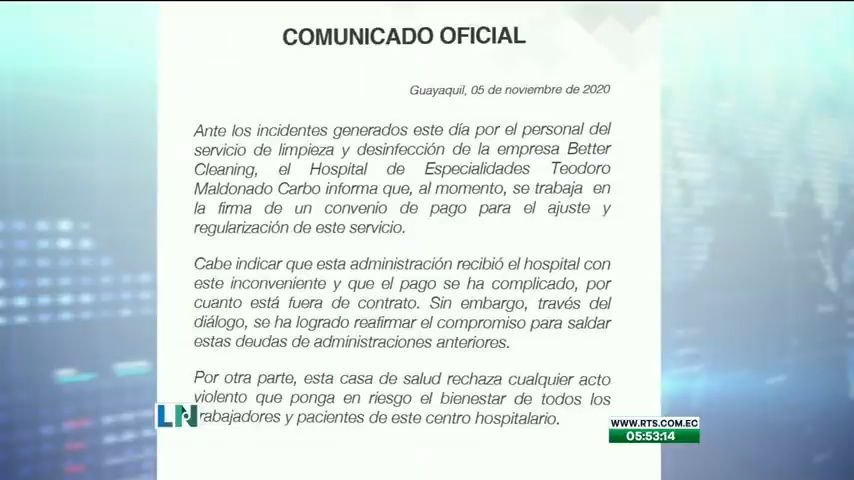 COMUNICADO OFICIAL
Guayaquil, 05 de noviembre de 2020
Ante los incidentes generados este día por el personal del
servicio de limpieza y desinfección de la empresa Better
Cleaning, el Hospital de Especialidades Teodoro
Maldonado Carbo informa que, al momento, se trabaja en
la firma de un convenio de pago para el ajuste y
regularización de este servicio.
Cabe indicar que esta administración recibió el hospital con
este inconveniente y que el pago se ha complicado, por
cuanto está fuera de contrato. Sin embargo, través del
diálogo, se ha logrado reafirmar el compromiso para saldar
estas deudas de administraciones anteriores.
Por otra parte, esta casa de salud rechaza cualquier acto
violento que ponga en riesgo el bienestar de todos los
trabajadores y pacientes de este centro hospitalario.
LN
WWW.RTS.COM.EC
05:53:14